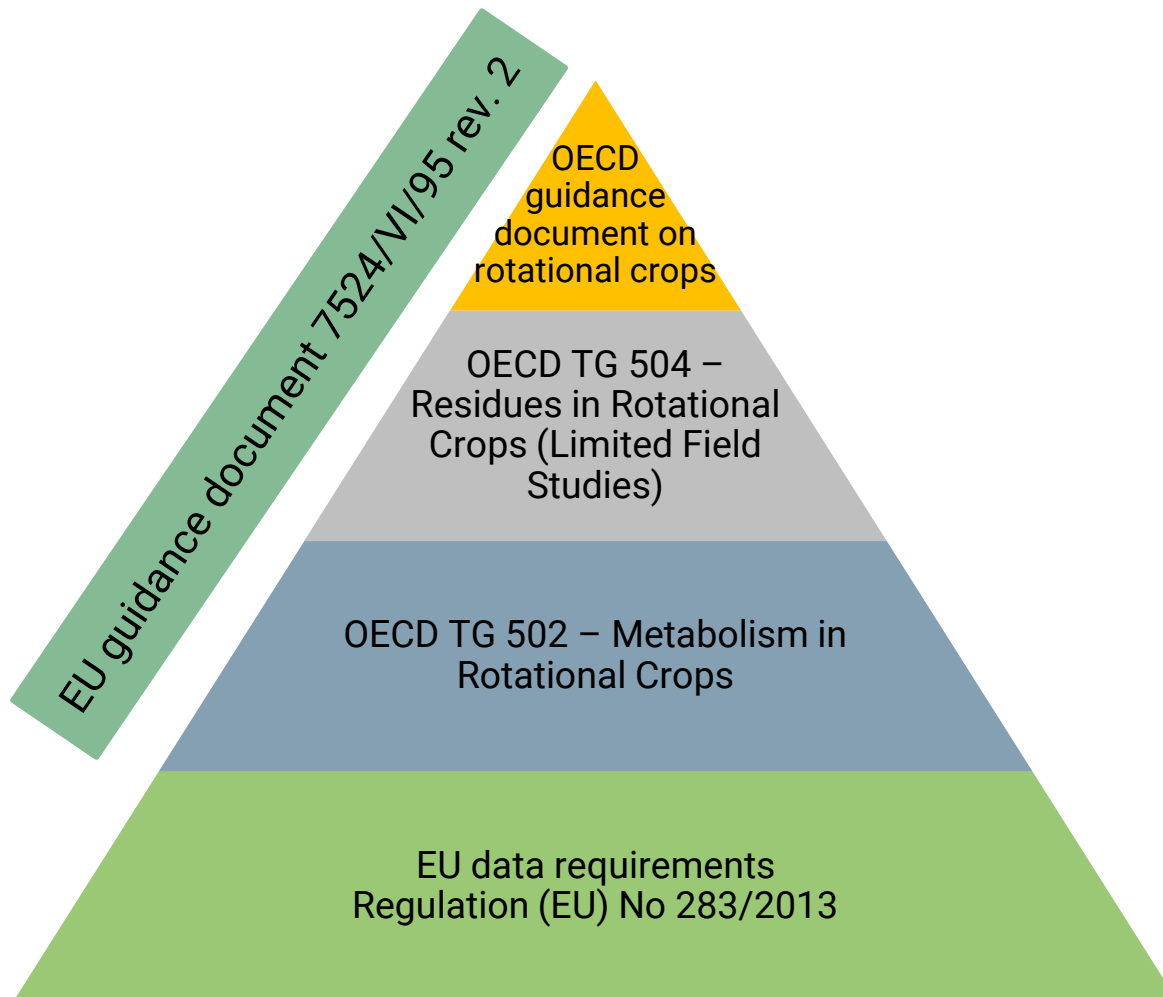 EU guidance document 7524/VI/95 rev. 2
OECD
guidance
document on
rotational crops
OECD TG 504 –
Residues in Rotational
Crops (Limited Field
Studies)
OECD TG 502 – Metabolism in
Rotational Crops
EU data requirements
Regulation (EU) No 283/2013